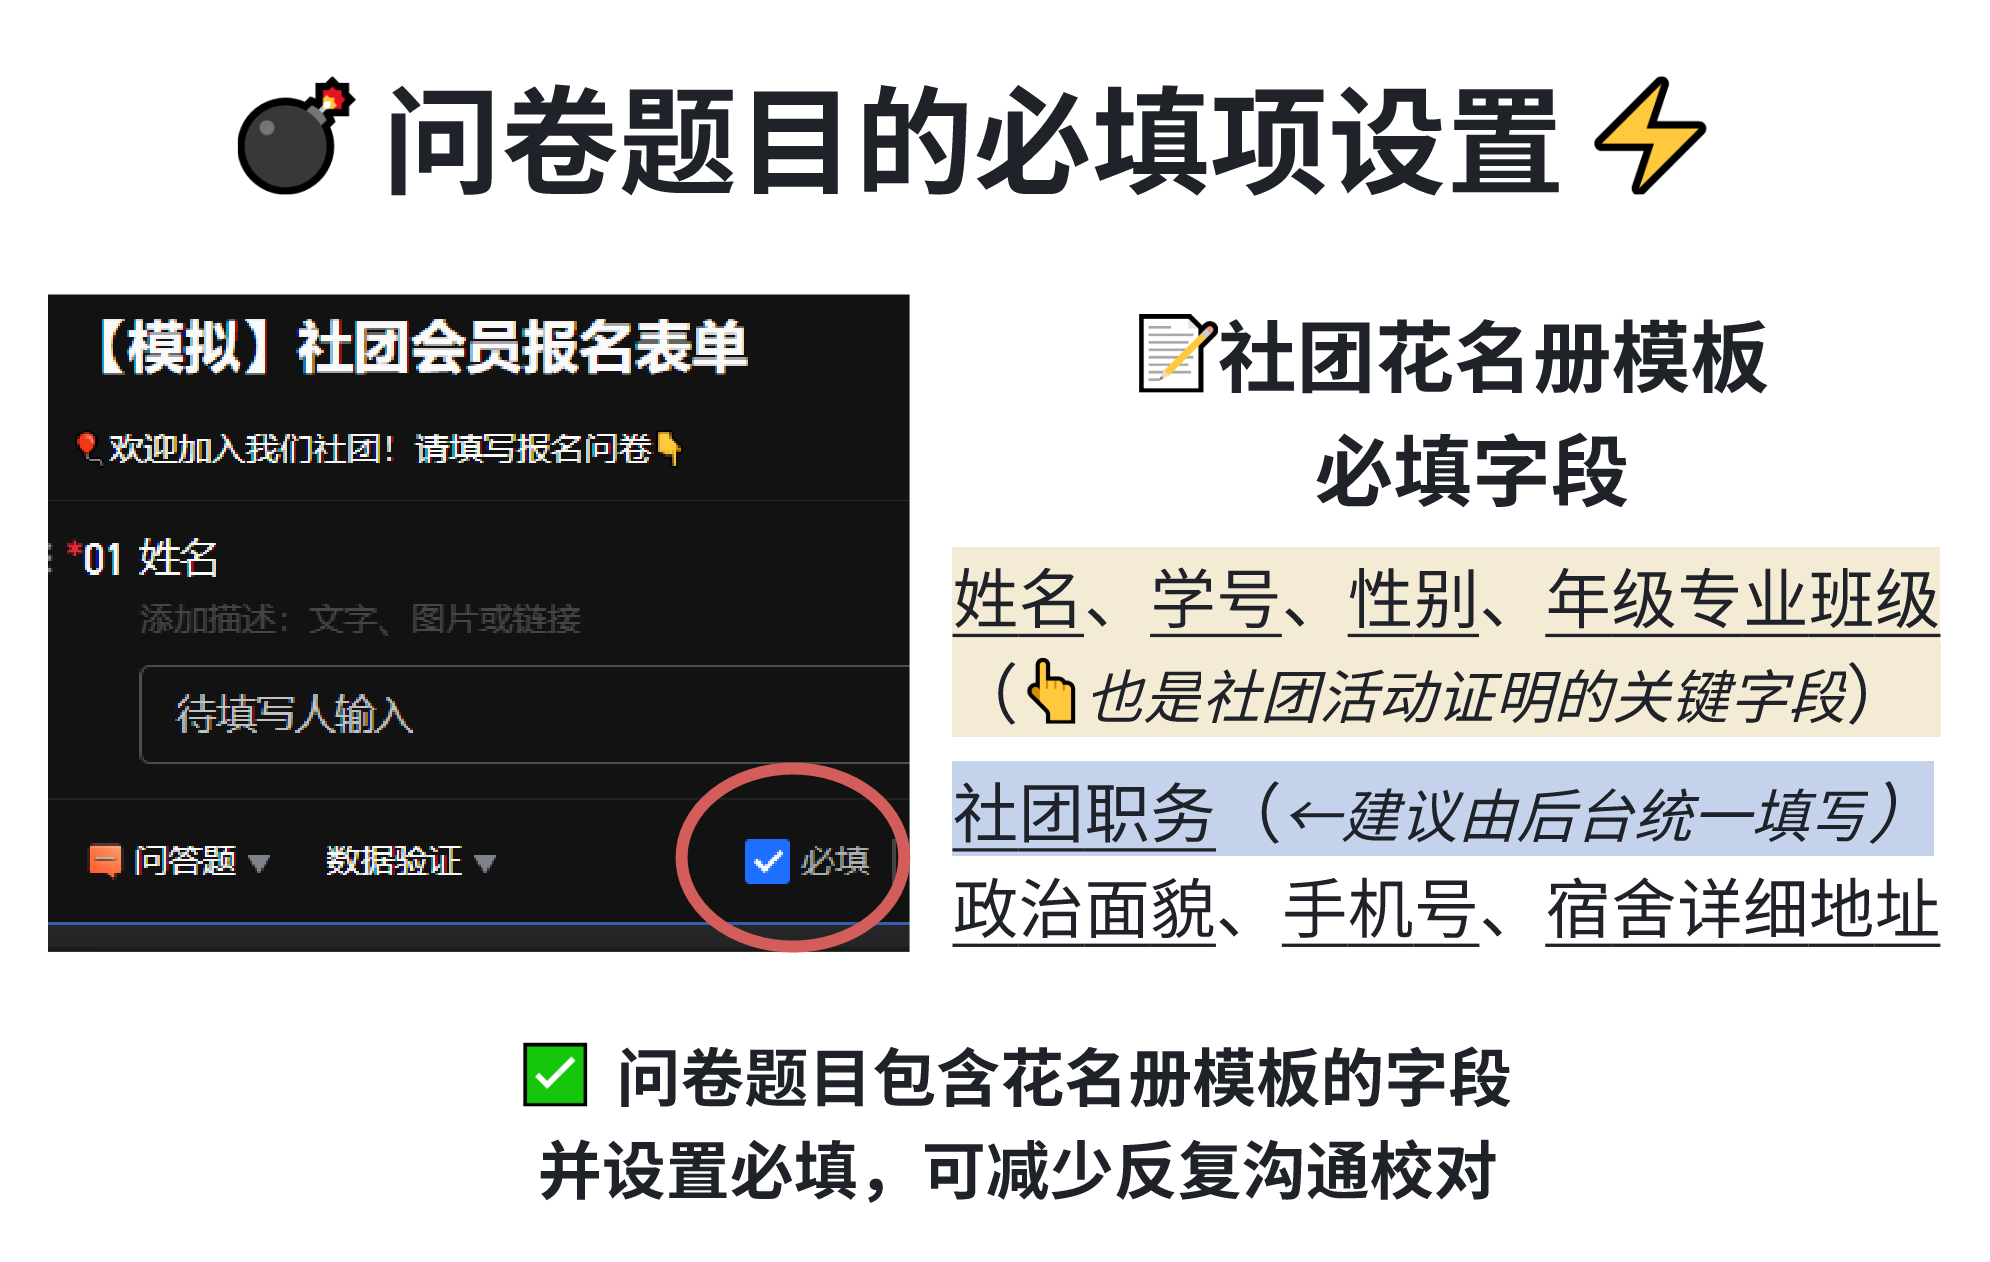 💣 问卷题目的必填项设置 ⚡
【模拟】社团会员报名表单
🎈欢迎加入我们社团！请填写报名问卷👇
*01 姓名
添加描述：文字、图片或链接
待填写人输入
问答题 ▼ 数据验证 ▼ 必填
📝社团花名册模板
必填字段
姓名、学号、性别、年级专业班级
（👆也是社团活动证明的关键字段）
社团职务（←建议由后台统一填写）
政治面貌、手机号、宿舍详细地址
✅ 问卷题目包含花名册模板的字段
并设置必填，可减少反复沟通校对